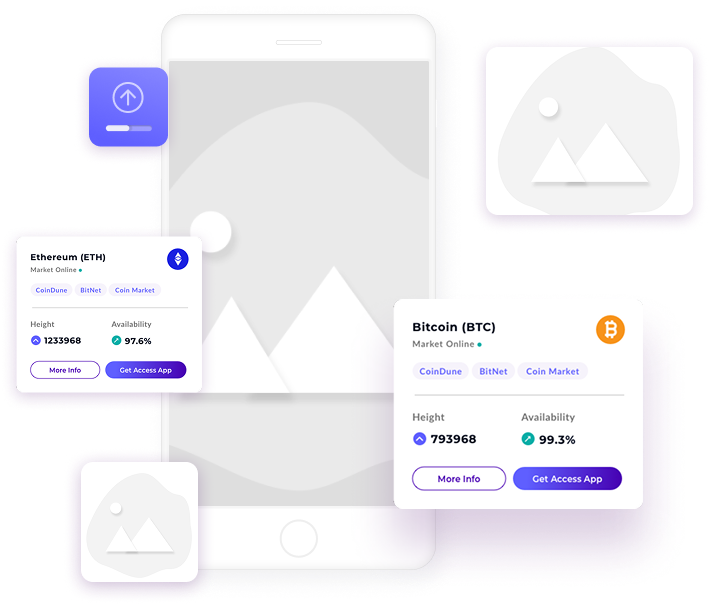 Ethereum (ETH)
Market Online
CoinDune BitNet Coin Market
Height Availability
1233968 97.6%
More Info Get Access App
Bitcoin (BTC)
Market Online
CoinDune BitNet Coin Market
Height Availability
793968 99.3%
More Info Get Access App